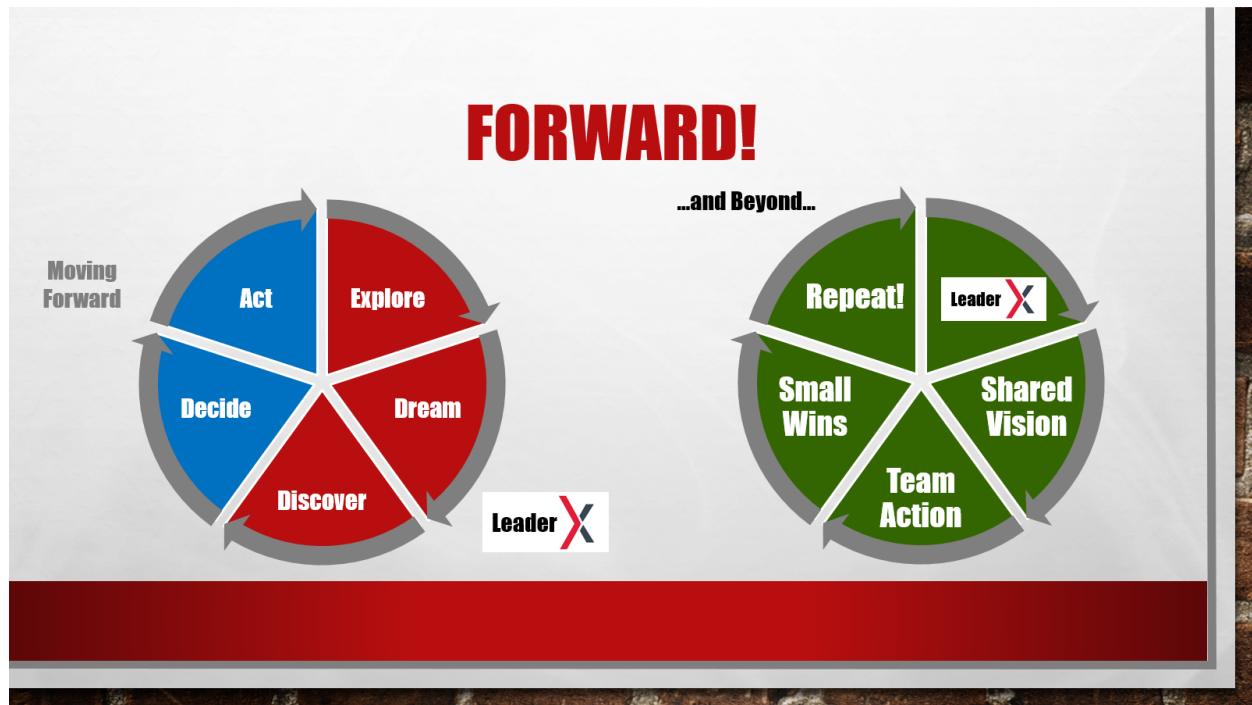 FORWARD!
...and Beyond...
Moving
Forward
Act
Explore
Decide
Dream
Discover
Leader X
Repeat!
Leader X
Small
Wins
Shared
Vision
Team
Action